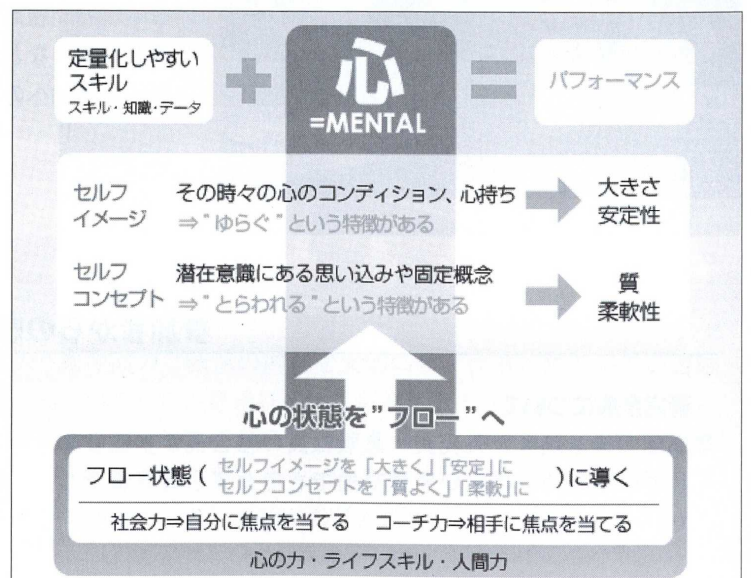 定量化しやすい
スキル
スキル・知識・データ
+
心
=MENTAL
=
パフォーマンス
セルフ
イメージ
その時々の心のコンディション、心持ち
⇒"ゆらぐ"という特徴がある
大きさ
安定性
セルフ
コンセプト
潜在意識にある思い込みや固定概念
⇒"とらわれる"という特徴がある
質
柔軟性
心の状態を"フロー"へ
フロー状態(セルフイメージを「大きく」「安定」に
セルフコンセプトを「質よく」「柔軟」に)に導く
社会力⇒自分に焦点を当てる コーチ力⇒相手に焦点を当てる
心の力・ライフスキル・人間力